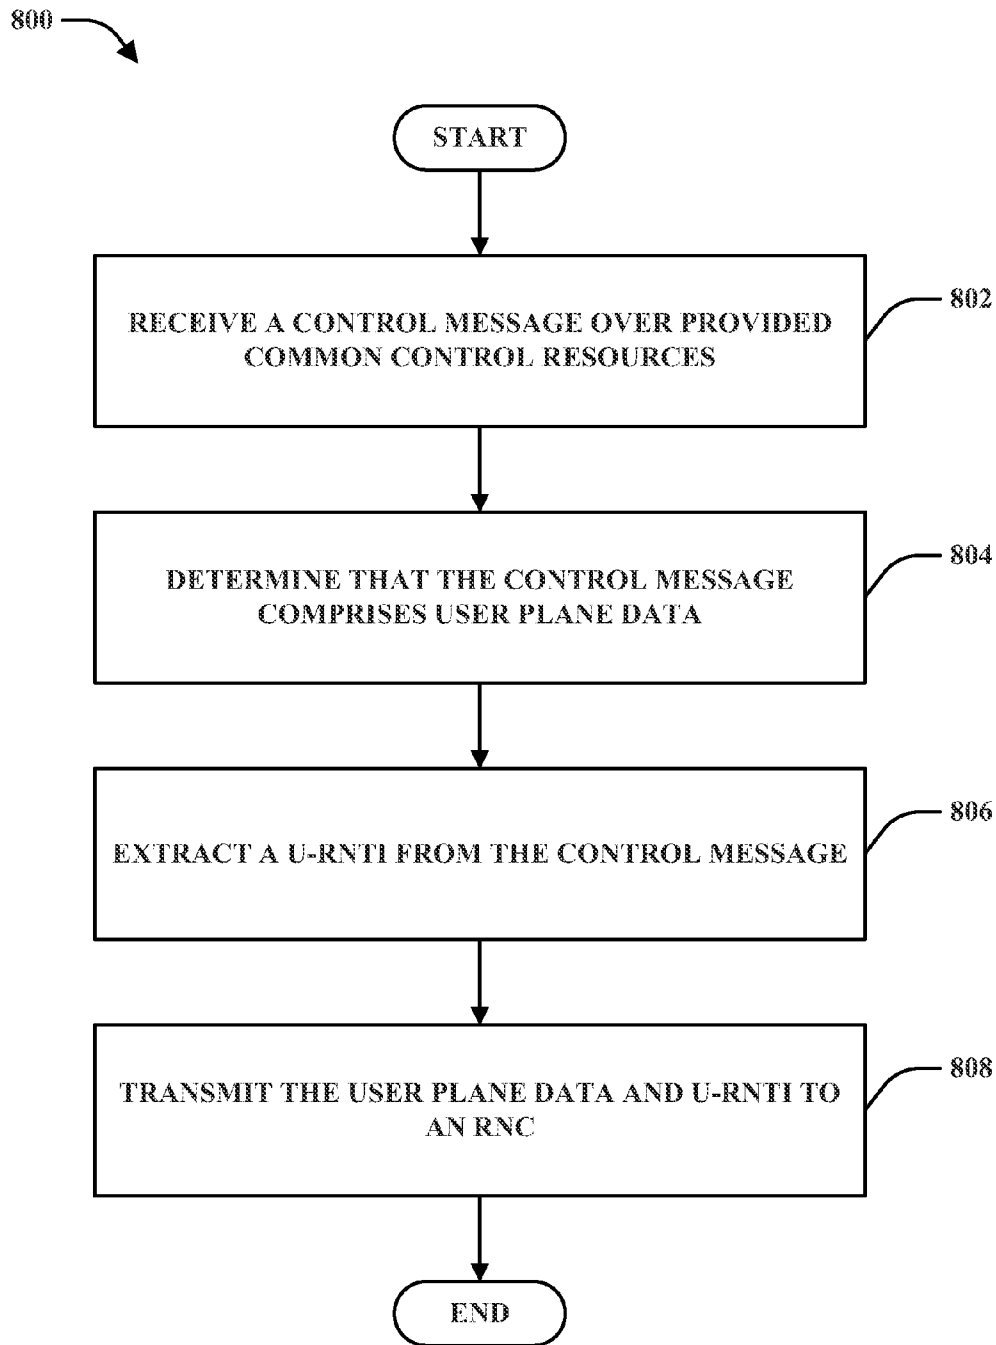 800
START
RECEIVE A CONTROL MESSAGE OVER PROVIDED
COMMON CONTROL RESOURCES
802
DETERMINE THAT THE CONTROL MESSAGE
COMPRISES USER PLANE DATA
804
EXTRACT A U-RNTI FROM THE CONTROL MESSAGE
806
TRANSMIT THE USER PLANE DATA AND U-RNTI TO
AN RNC
808
END